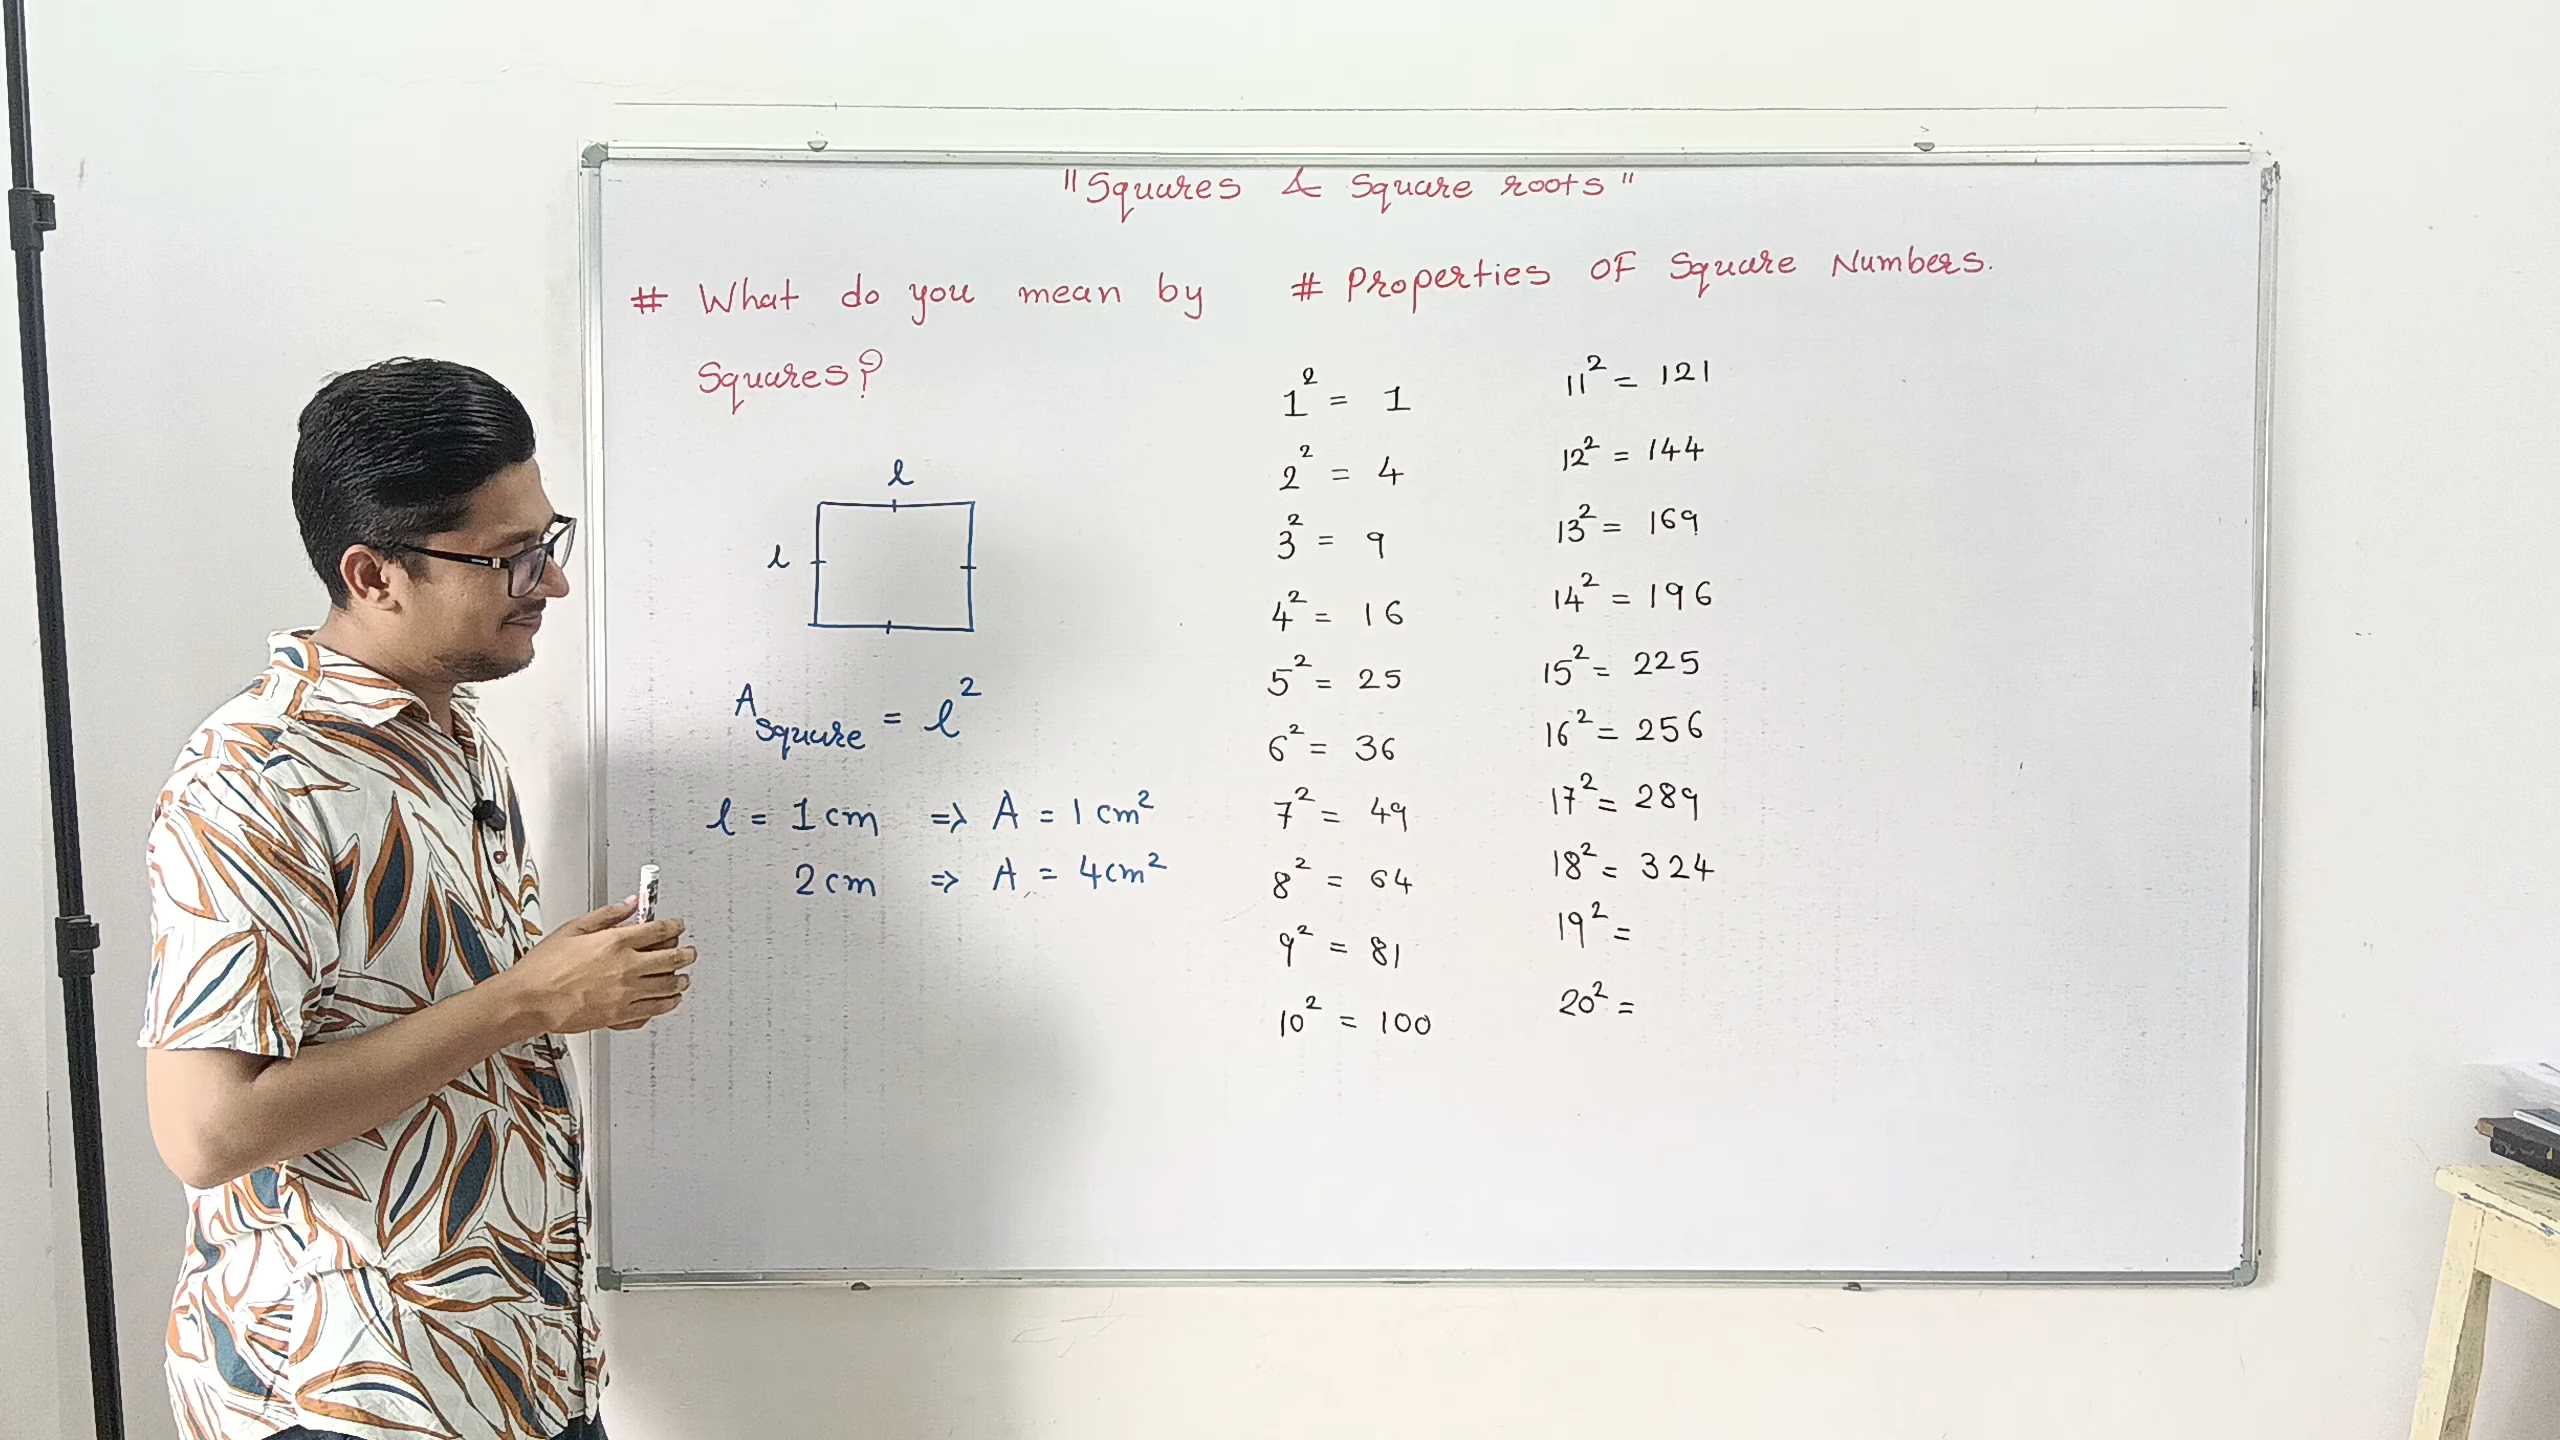 "Squares & Square roots"
# What do you mean by
Squares?
l
l
A square = l²
l = 1 cm => A = 1 cm²
2 cm => A = 4 cm²
# Properties OF Square Numbers.
1² = 1
2² = 4
3² = 9
4² = 16
5² = 25
6² = 36
7² = 49
8² = 64
9² = 81
10² = 100
11² = 121
12² = 144
13² = 169
14² = 196
15² = 225
16² = 256
17² = 289
18² = 324
19² =
20² =